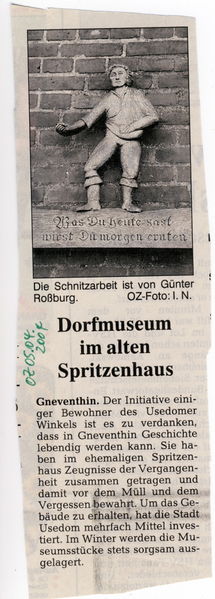 Was Du heute säst
wirst Du morgen ernten
Die Schnitzarbeit ist von Günter
Roßburg. OZ-Foto: I. N.
Dorfmuseum
im alten
Spritzenhaus
OZ 05.04.
2004
Gneventhin. Der Initiative eini-
ger Bewohner des Usedomer
Winkels ist es zu verdanken,
dass in Gneventhin Geschichte
lebendig werden kann. Sie ha-
ben im ehemaligen Spritzen-
haus Zeugnisse der Vergangen-
heit zusammen getragen und
damit vor dem Müll und dem
Vergessen bewahrt. Um das Ge-
bäude zu erhalten, hat die Stadt
Usedom mehrfach Mittel inves-
tiert. Im Winter werden die Mu-
seumsstücke stets sorgsam aus-
gelagert.